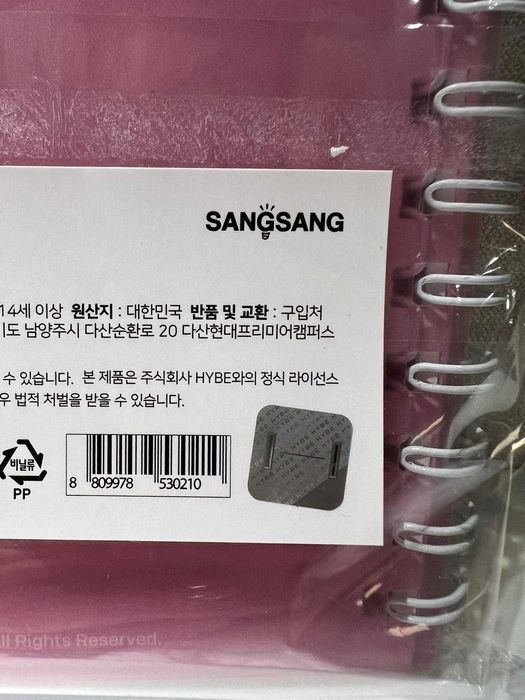 SANGSANG
14세 이상 원산지 : 대한민국 반품 및 교환 : 구입처
도 남양주시 다산순환로 20 다산현대프리미어캠퍼스
수 있습니다. 본 제품은 주식회사 HYBE와의 정식 라이선스
우 법적 처벌을 받을 수 있습니다.
비닐류
PP
8 809978 530210
HYBE HYBE HYBE
All Rights Reserved.